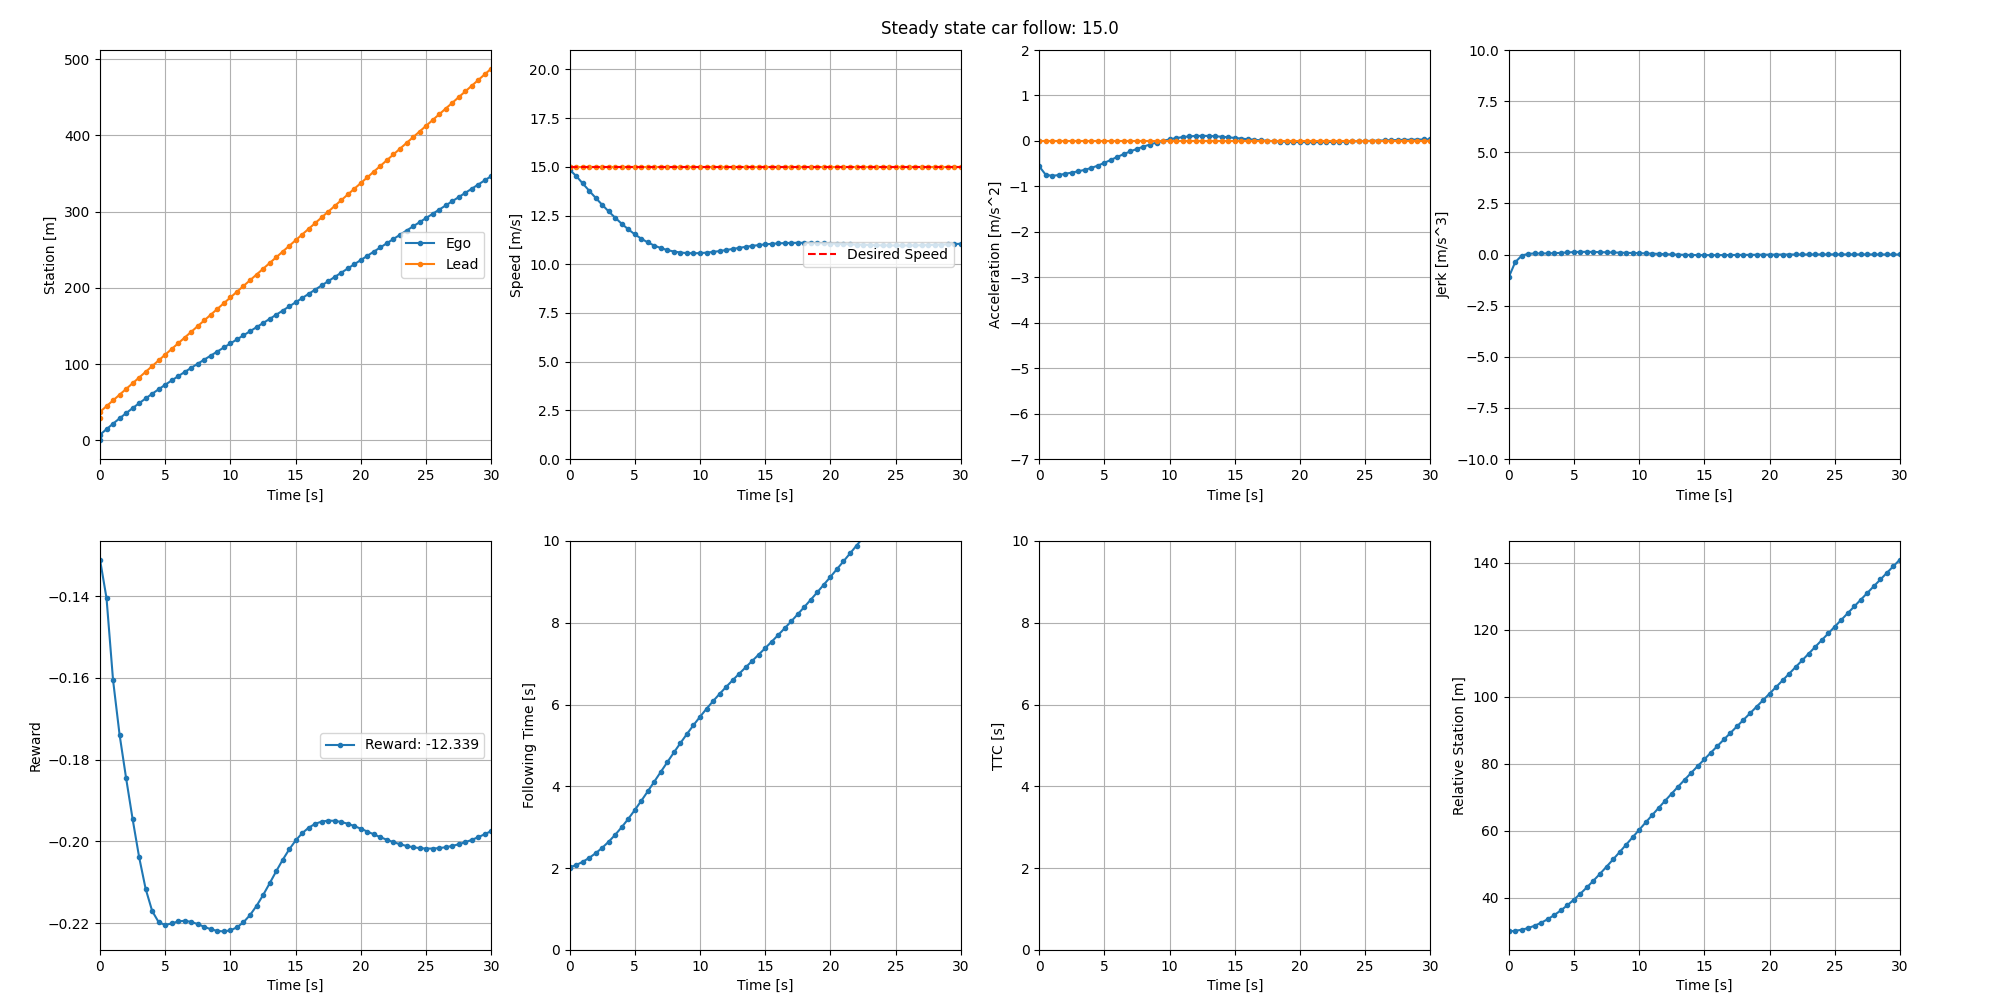 Steady state car follow: 15.0
500
400
300
200
100
0
Station [m]
Ego
Lead
0 5 10 15 20 25 30
Time [s]
20.0
17.5
15.0
12.5
10.0
7.5
5.0
2.5
0.0
Speed [m/s]
Desired Speed
0 5 10 15 20 25 30
Time [s]
2
1
0
−1
−2
−3
−4
−5
−6
−7
Acceleration [m/s^2]
0 5 10 15 20 25 30
Time [s]
10.0
7.5
5.0
2.5
0.0
−2.5
−5.0
−7.5
−10.0
Jerk [m/s^3]
0 5 10 15 20 25 30
Time [s]
−0.14
−0.16
−0.18
−0.20
−0.22
Reward
Reward: -12.339
0 5 10 15 20 25 30
Time [s]
10
8
6
4
2
0
Following Time [s]
0 5 10 15 20 25 30
Time [s]
10
8
6
4
2
0
TTC [s]
0 5 10 15 20 25 30
Time [s]
140
120
100
80
60
40
Relative Station [m]
0 5 10 15 20 25 30
Time [s]